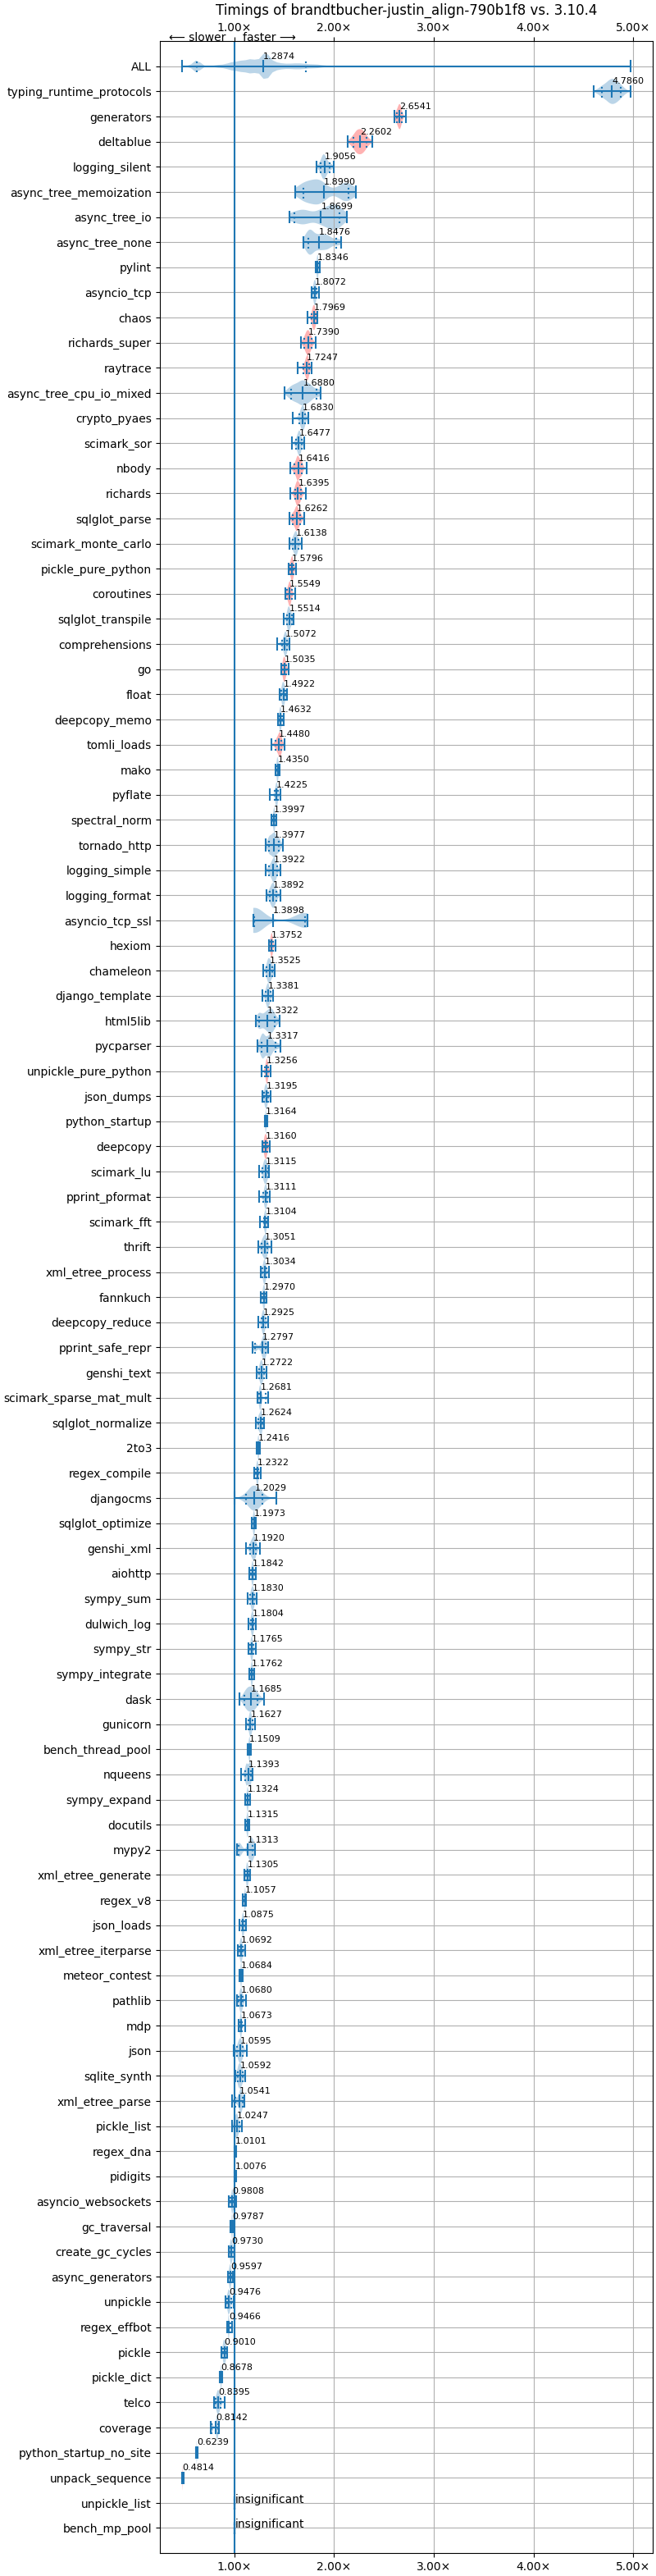 Timings of brandtbucher-justin_align-790b1f8 vs. 3.10.4
1.00× 2.00× 3.00× 4.00× 5.00×
⟵ slower faster ⟶
ALL 1.2874
typing_runtime_protocols 4.7860
generators 2.6541
deltablue 2.2602
logging_silent 1.9056
async_tree_memoization 1.8990
async_tree_io 1.8699
async_tree_none 1.8476
pylint 1.8346
asyncio_tcp 1.8072
chaos 1.7969
richards_super 1.7390
raytrace 1.7247
async_tree_cpu_io_mixed 1.6880
crypto_pyaes 1.6830
scimark_sor 1.6477
nbody 1.6416
richards 1.6395
sqlglot_parse 1.6262
scimark_monte_carlo 1.6138
pickle_pure_python 1.5796
coroutines 1.5549
sqlglot_transpile 1.5514
comprehensions 1.5072
go 1.5035
float 1.4922
deepcopy_memo 1.4632
tomli_loads 1.4480
mako 1.4350
pyflate 1.4225
spectral_norm 1.3997
tornado_http 1.3977
logging_simple 1.3922
logging_format 1.3892
asyncio_tcp_ssl 1.3898
hexiom 1.3752
chameleon 1.3525
django_template 1.3381
html5lib 1.3322
pycparser 1.3317
unpickle_pure_python 1.3256
json_dumps 1.3195
python_startup 1.3164
deepcopy 1.3160
scimark_lu 1.3115
pprint_pformat 1.3111
scimark_fft 1.3104
thrift 1.3051
xml_etree_process 1.3034
fannkuch 1.2970
deepcopy_reduce 1.2925
pprint_safe_repr 1.2797
genshi_text 1.2722
scimark_sparse_mat_mult 1.2681
sqlglot_normalize 1.2624
2to3 1.2416
regex_compile 1.2322
djangocms 1.2029
sqlglot_optimize 1.1973
genshi_xml 1.1920
aiohttp 1.1842
sympy_sum 1.1830
dulwich_log 1.1804
sympy_str 1.1765
sympy_integrate 1.1762
dask 1.1685
gunicorn 1.1627
bench_thread_pool 1.1509
nqueens 1.1393
sympy_expand 1.1324
docutils 1.1315
mypy2 1.1313
xml_etree_generate 1.1305
regex_v8 1.1057
json_loads 1.0875
xml_etree_iterparse 1.0692
meteor_contest 1.0684
pathlib 1.0680
mdp 1.0673
json 1.0595
sqlite_synth 1.0592
xml_etree_parse 1.0541
pickle_list 1.0247
regex_dna 1.0101
pidigits 1.0076
asyncio_websockets 0.9808
gc_traversal 0.9787
create_gc_cycles 0.9730
async_generators 0.9597
unpickle 0.9476
regex_effbot 0.9466
pickle 0.9010
pickle_dict 0.8678
telco 0.8395
coverage 0.8142
python_startup_no_site 0.6239
unpack_sequence 0.4814
unpickle_list insignificant
bench_mp_pool insignificant
1.00× 2.00× 3.00× 4.00× 5.00×